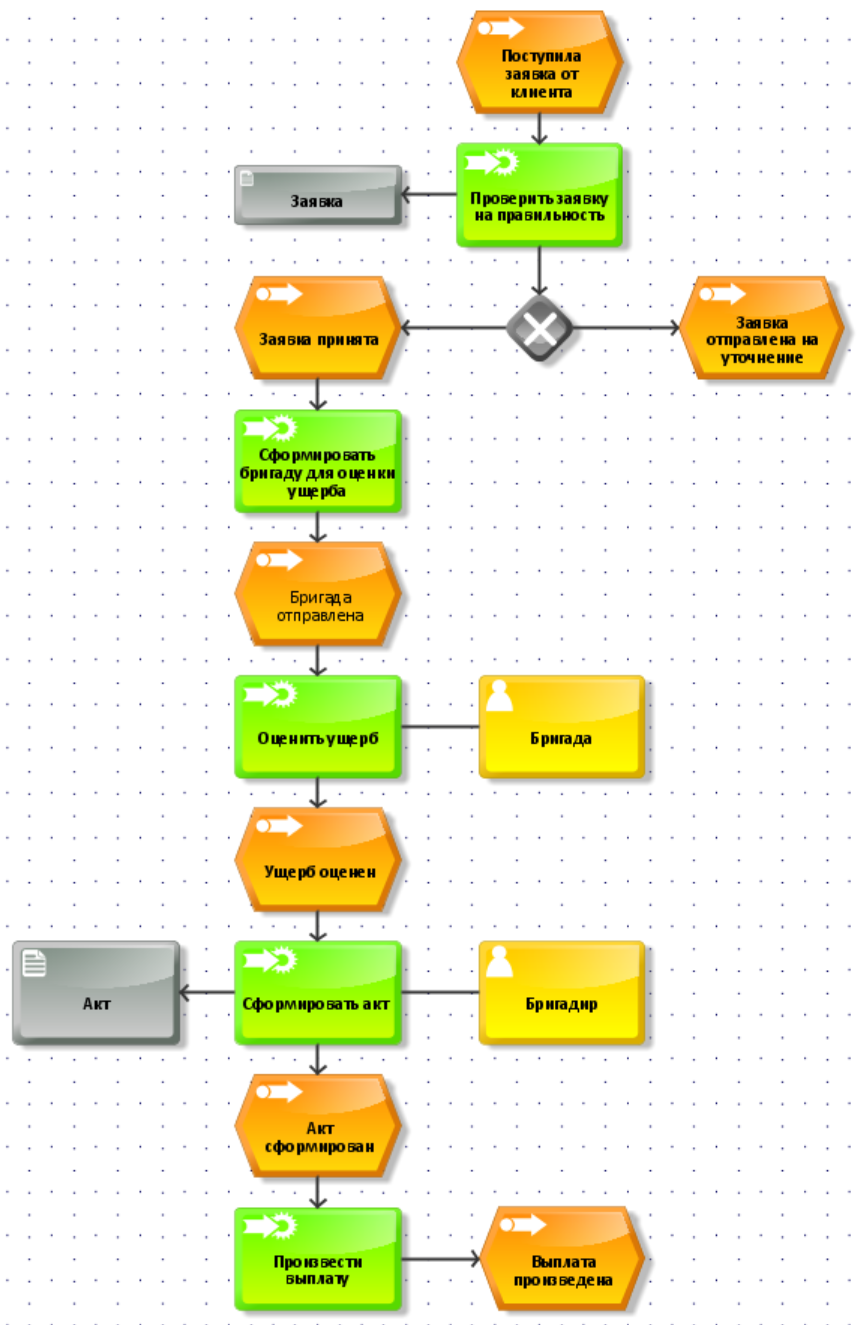 Поступила
заявка от
клиента
Заявка
Проверить заявку
на правильность
Заявка принята
Заявка
отправлена на
уточнение
Сформировать
бригаду для оценки
ущерба
Бригада
отправлена
Оценить ущерб
Бригада
Ущерб оценен
Акт
Сформировать акт
Бригадир
Акт
сформирован
Произвести
выплату
Выплата
произведена